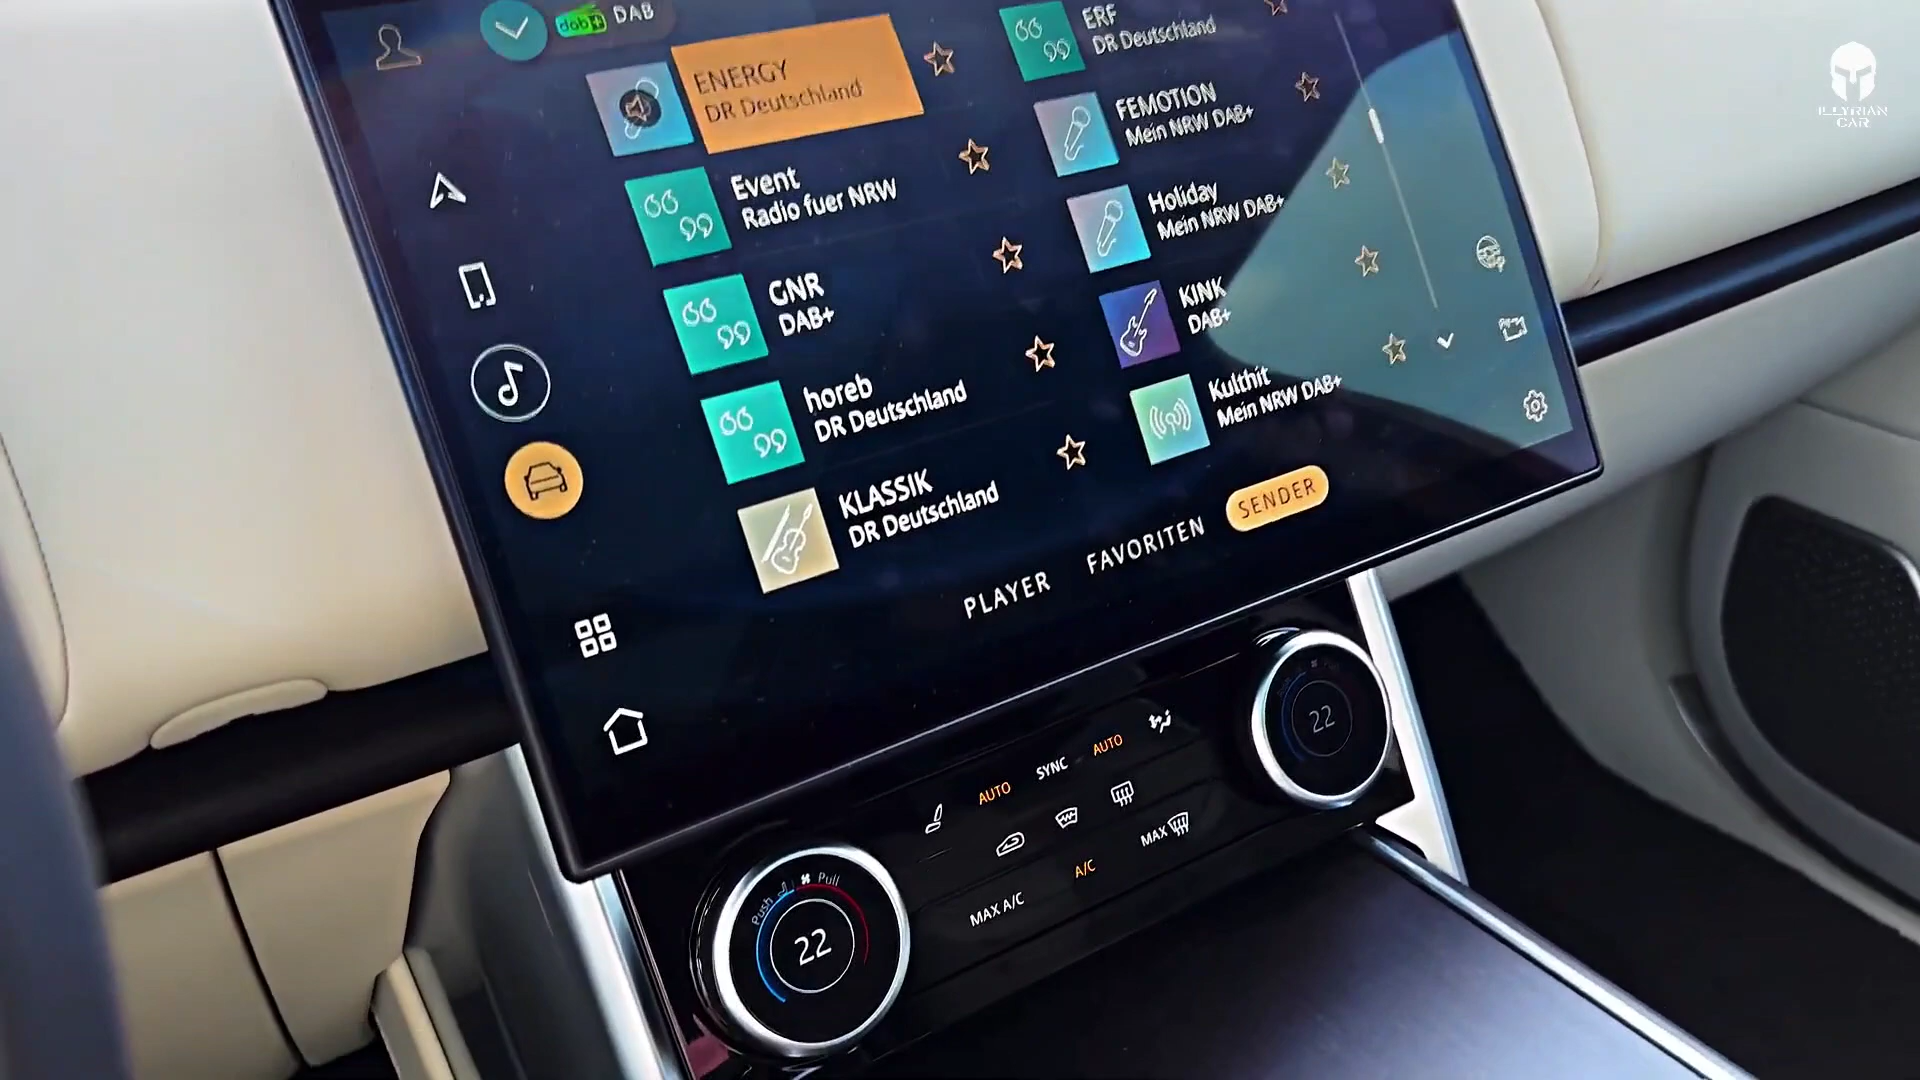 DAB
dab+
ENERGY
DR Deutschland
Event
Radio fuer NRW
GNR
DAB+
horeb
DR Deutschland
KLASSIK
DR Deutschland
ERF
DR Deutschland
FEMOTION
Mein NRW DAB+
Holiday
Mein NRW DAB+
KINK
DAB+
Kulthit
Mein NRW DAB+
PLAYER
FAVORITEN
SENDER
AUTO
SYNC
AUTO
MAX
A/C
MAX A/C
Push
Pull
22
22
ILLYRIAN
CAR